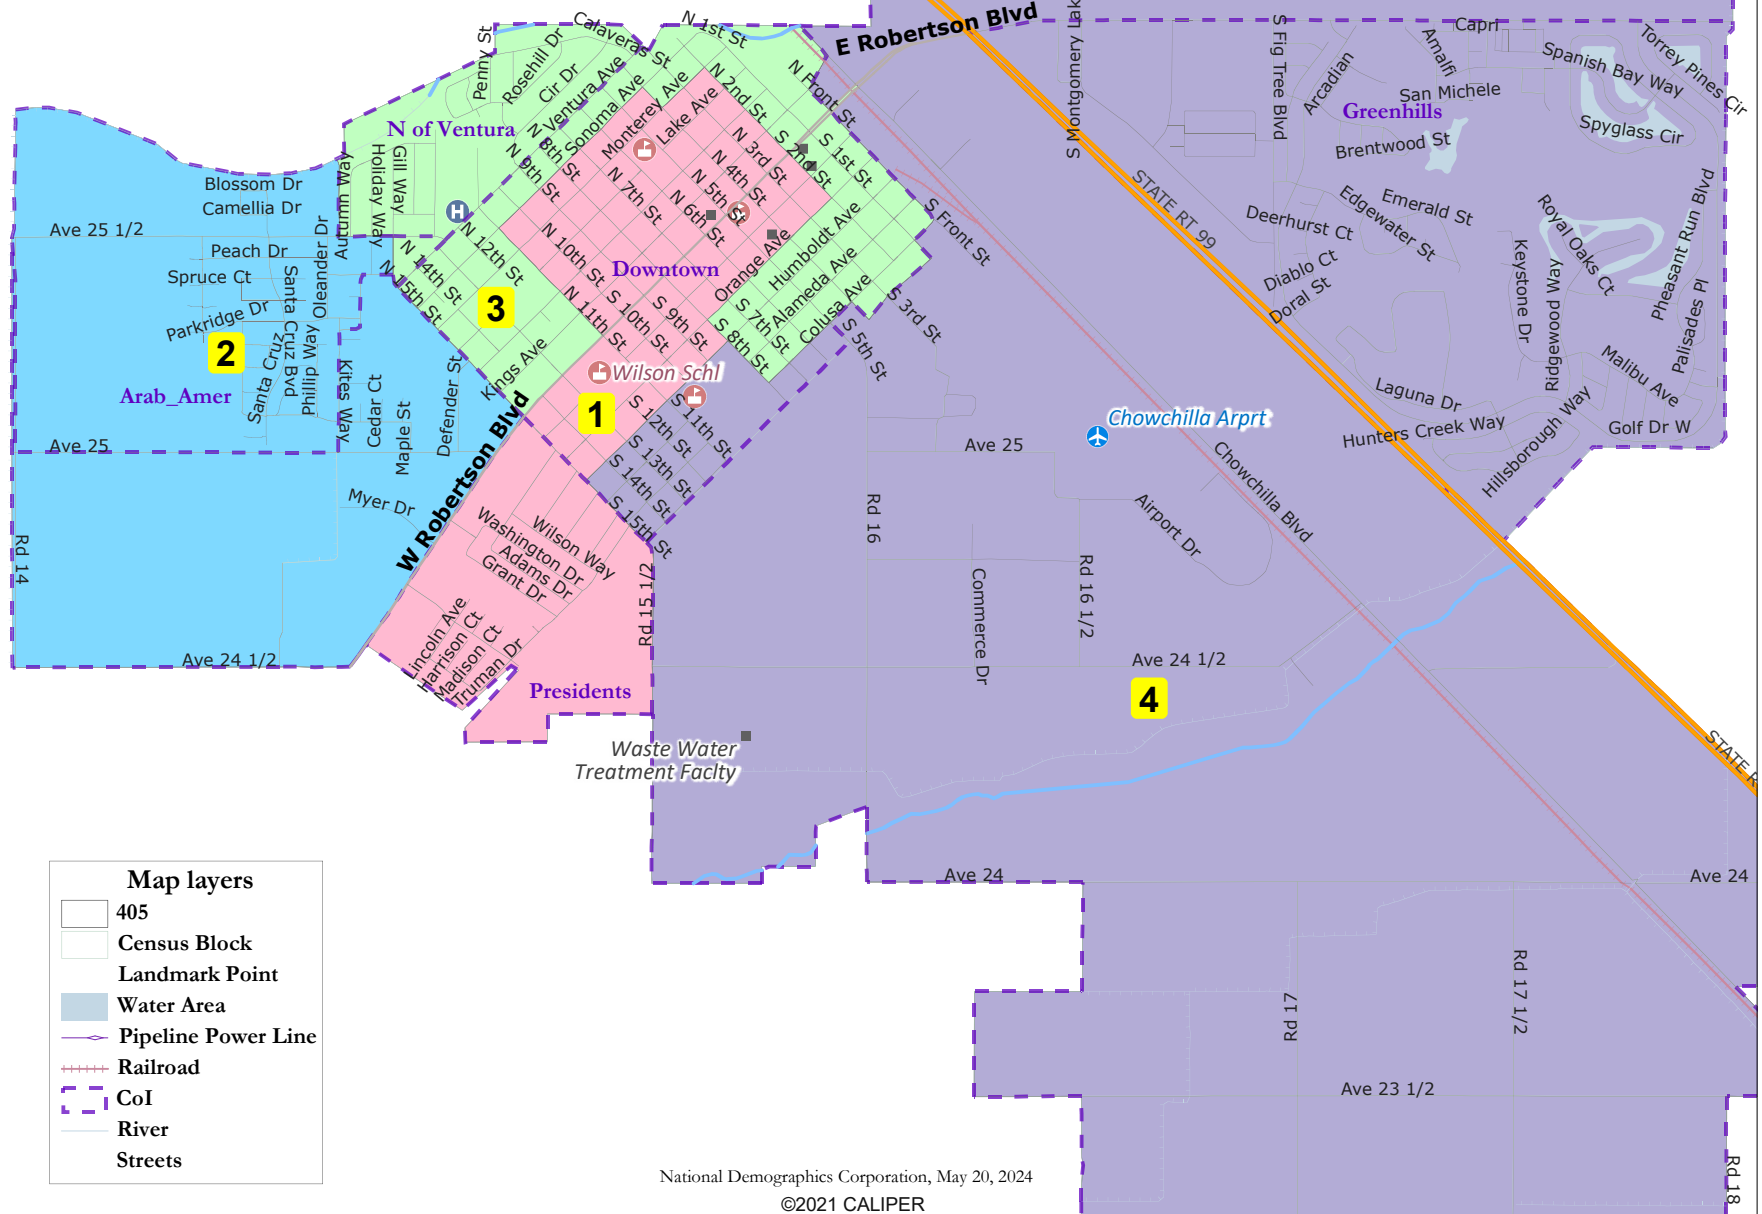 E Robertson Blvd
N 1st St
Calaveras St
Penny St
Rosehill Dr
Cir Dr
N Ventura Ave
Sonoma Ave
Monterey Ave
Lake Ave
N 2nd St
N Front St
S Montgomery Lak
S Fig Tree Blvd
Arcadian
Amalfi
Capri
Spanish Bay Way
Torrey Pines Cir
San Michele
Greenhills
Spyglass Cir
Brentwood St
N of Ventura
N 8th St
N 9th St
N 3rd St
N 4th St
N 5th St
N 6th St
N 7th St
S 2nd St
S 1st St
STATE RT 99
Autumn Way
Holiday Way
Gill Way
H
Blossom Dr
Camellia Dr
Ave 25 1/2
Peach Dr
Spruce Ct
Parkridge Dr
Santa Cruz Blvd
Oleander Dr
Phillip Way
Santa Cruz
2
Arab_Amer
Kites Way
Cedar Ct
Maple St
Defender St
N 14th St
N 15th St
N 12th St
3
N 10th St
N 11th St
Downtown
S 10th St
S 9th St
Orange Ave
Humboldt Ave
Alameda Ave
Colusa Ave
S 7th St
S 8th St
S 3rd St
S 5th St
S Front St
Kings Ave
Wilson Schl
1
S 11th St
S 12th St
S 13th St
S 14th St
S 15th St
Deerhurst Ct
Edgewater St
Emerald St
Diablo Ct
Doral St
Royal Oaks Ct
Keystone Dr
Ridgewood Way
Pheasant Run Blvd
Palisades Pl
Malibu Ave
Laguna Dr
Hunters Creek Way
Hillsborough Way
Golf Dr W
Chowchilla Arprt
Chowchilla Blvd
Ave 25
Ave 25
Myer Dr
W Robertson Blvd
Rd 14
Ave 24 1/2
Washington Dr
Wilson Way
Adams Dr
Grant Dr
Lincoln Ave
Harrison Ct
Madison Ct
Truman Dr
Presidents
Rd 15 1/2
Rd 16
Airport Dr
Commerce Dr
Rd 16 1/2
Ave 24 1/2
4
Waste Water
Treatment Faclty
STATE R
Ave 24
Ave 24
Rd 17
Rd 17 1/2
Ave 23 1/2
Rd 18
Map layers
405
Census Block
Landmark Point
Water Area
Pipeline Power Line
Railroad
CoI
River
Streets
National Demographics Corporation, May 20, 2024
©2021 CALIPER